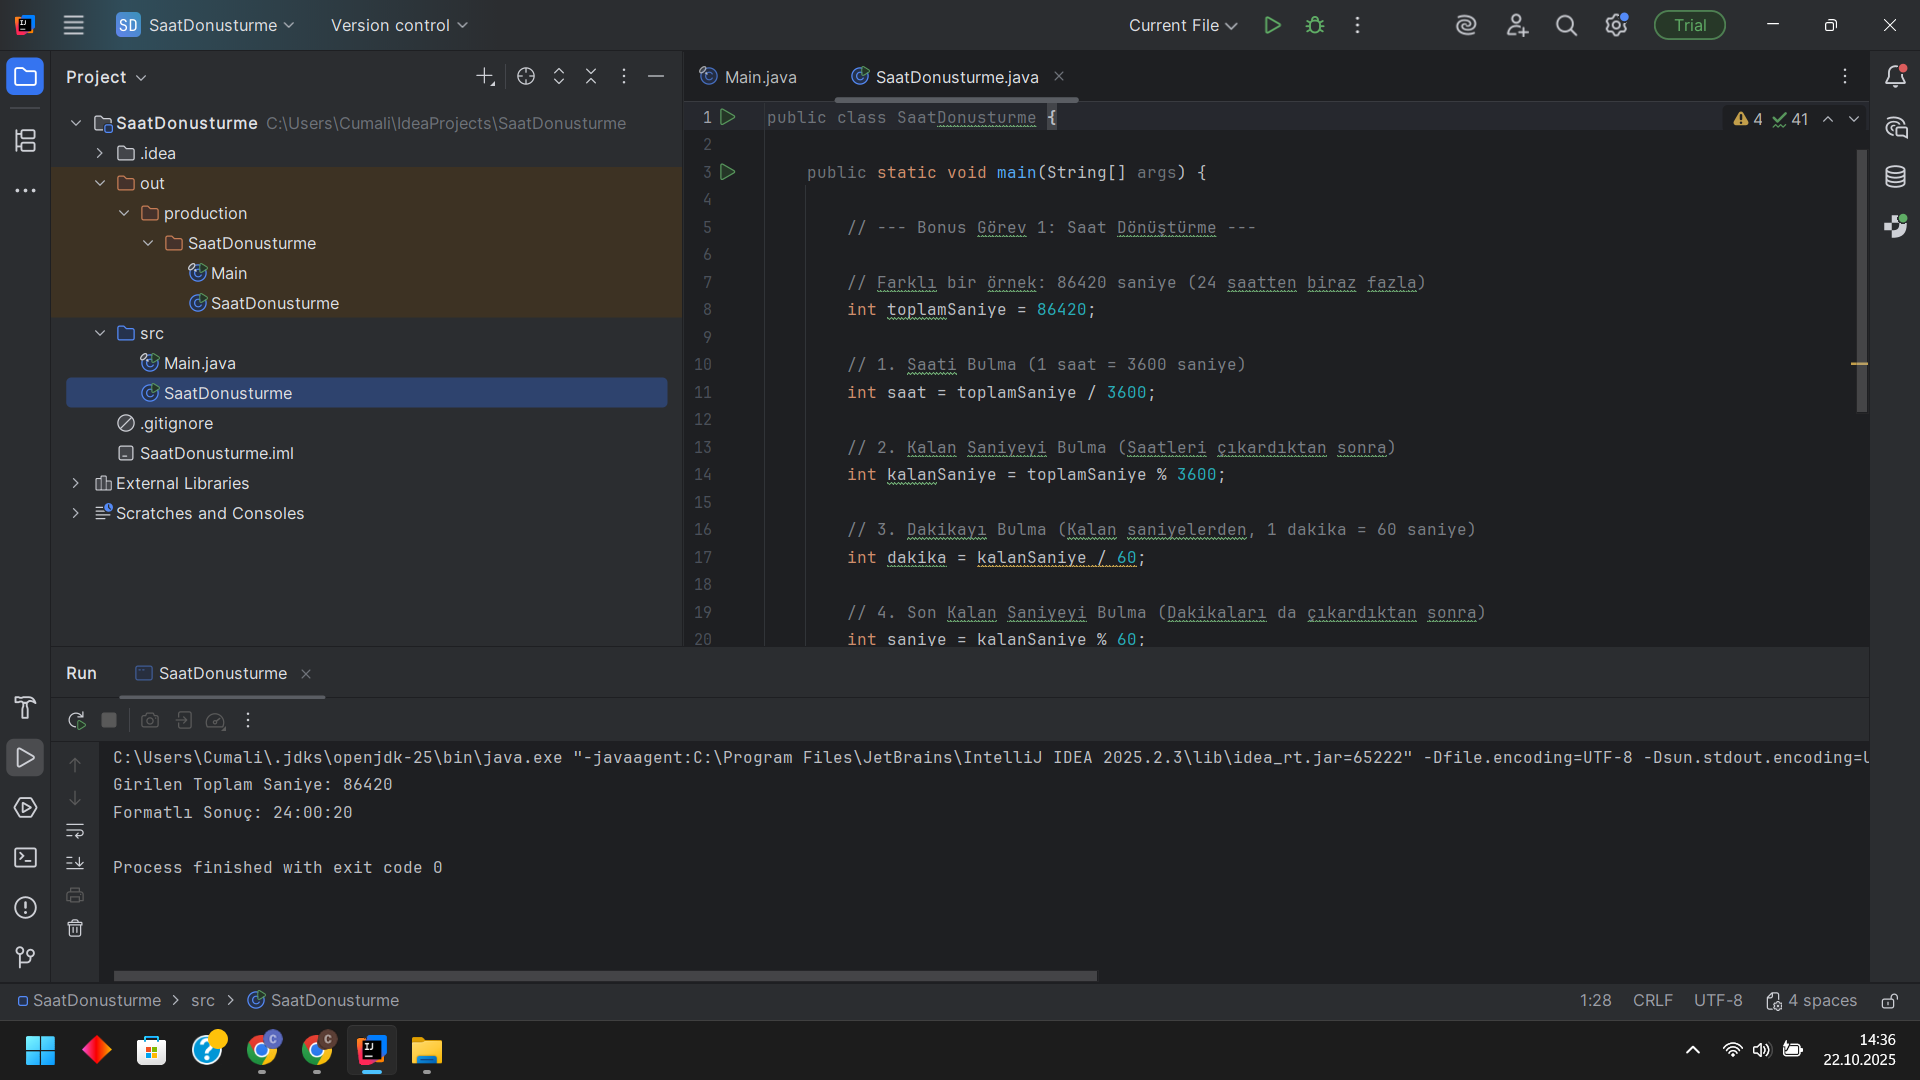 SD SaatDonusturme Version control Current File Trial
Project
SaatDonusturme C:\Users\Cumali\IdeaProjects\SaatDonusturme
.idea
out
production
SaatDonusturme
Main
SaatDonusturme
src
Main.java
SaatDonusturme
.gitignore
SaatDonusturme.iml
External Libraries
Scratches and Consoles
Main.java SaatDonusturme.java
4 41
1 public class SaatDonusturme {
2
3 public static void main(String[] args) {
4
5 // --- Bonus Görev 1: Saat Dönüştürme ---
6
7 // Farklı bir örnek: 86420 saniye (24 saatten biraz fazla)
8 int toplamSaniye = 86420;
9
10 // 1. Saati Bulma (1 saat = 3600 saniye)
11 int saat = toplamSaniye / 3600;
12
13 // 2. Kalan Saniyeyi Bulma (Saatleri çıkardıktan sonra)
14 int kalanSaniye = toplamSaniye % 3600;
15
16 // 3. Dakikayı Bulma (Kalan saniyelerden, 1 dakika = 60 saniye)
17 int dakika = kalanSaniye / 60;
18
19 // 4. Son Kalan Saniyeyi Bulma (Dakikaları da çıkardıktan sonra)
20 int saniye = kalanSaniye % 60;
Run SaatDonusturme
C:\Users\Cumali\.jdks\openjdk-25\bin\java.exe "-javaagent:C:\Program Files\JetBrains\IntelliJ IDEA 2025.2.3\lib\idea_rt.jar=65222" -Dfile.encoding=UTF-8 -Dsun.stdout.encoding=U
Girilen Toplam Saniye: 86420
Formatlı Sonuç: 24:00:20
Process finished with exit code 0
SaatDonusturme > src > SaatDonusturme
1:28 CRLF UTF-8 4 spaces
14:36
22.10.2025